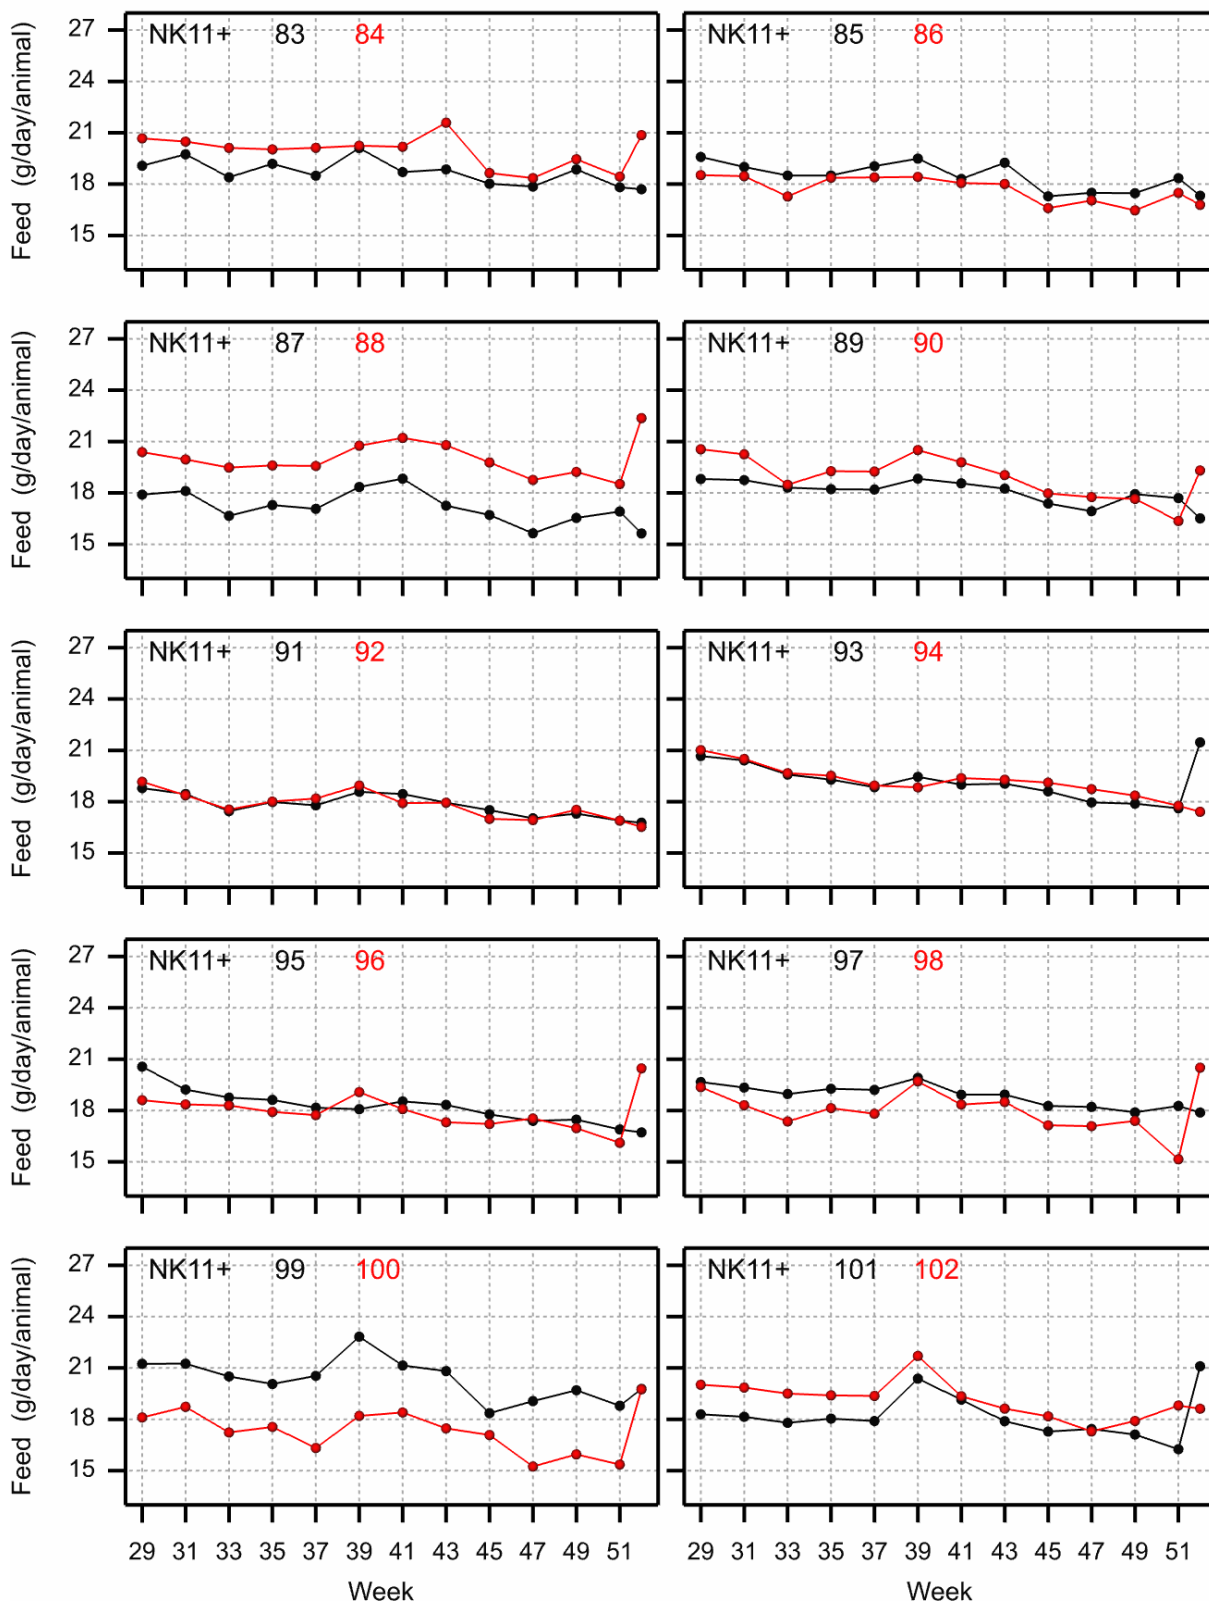 27 NK11+ 83 84 NK11+ 85 86
24
21
18
15
Feed (g/day/animal)
27 NK11+ 87 88 NK11+ 89 90
24
21
18
15
Feed (g/day/animal)
27 NK11+ 91 92 NK11+ 93 94
24
21
18
15
Feed (g/day/animal)
27 NK11+ 95 96 NK11+ 97 98
24
21
18
15
Feed (g/day/animal)
27 NK11+ 99 100 NK11+ 101 102
24
21
18
15
Feed (g/day/animal)
29 31 33 35 37 39 41 43 45 47 49 51 29 31 33 35 37 39 41 43 45 47 49 51
Week Week